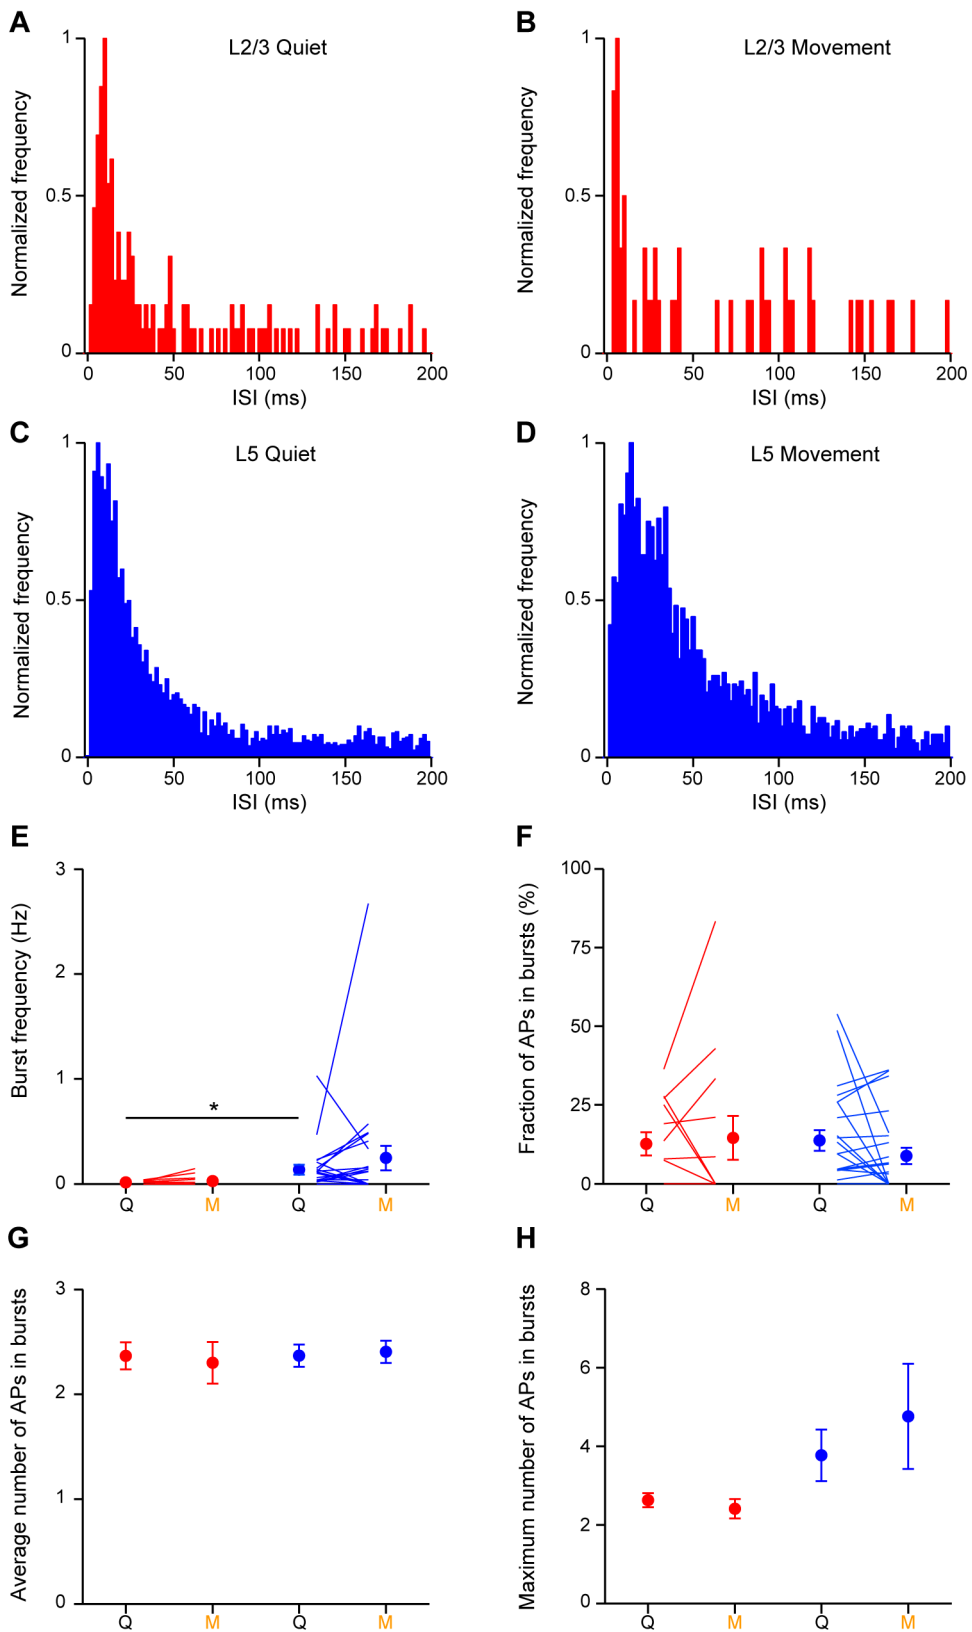 A
B
L2/3 Quiet
L2/3 Movement
Normalized frequency
Normalized frequency
1
0.5
0
1
0.5
0
0 50 100 150 200
0 50 100 150 200
ISI (ms)
ISI (ms)
C
D
L5 Quiet
L5 Movement
Normalized frequency
Normalized frequency
1
0.5
0
1
0.5
0
0 50 100 150 200
0 50 100 150 200
ISI (ms)
ISI (ms)
E
F
Burst frequency (Hz)
3
2
1
0
*
Q M Q M
Fraction of APs in bursts (%)
100
75
50
25
0
Q M Q M
G
H
Average number of APs in bursts
3
2
1
0
Q M Q M
Maximum number of APs in bursts
8
6
4
2
0
Q M Q M